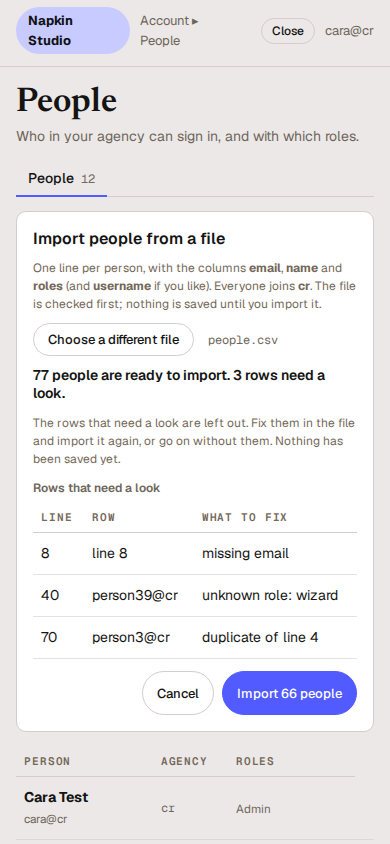 Napkin
Studio
Account ▸
People
Close
cara@cr
People
Who in your agency can sign in, and with which roles.
People 12
Import people from a file
One line per person, with the columns email, name and
roles (and username if you like). Everyone joins cr. The file
is checked first; nothing is saved until you import it.
Choose a different file
people.csv
77 people are ready to import. 3 rows need a
look.
The rows that need a look are left out. Fix them in the file
and import it again, or go on without them. Nothing has
been saved yet.
Rows that need a look
LINE ROW WHAT TO FIX
8 line 8 missing email
40 person39@cr unknown role: wizard
70 person3@cr duplicate of line 4
Cancel
Import 66 people
PERSON AGENCY ROLES
Cara Test
cara@cr
cr
Admin